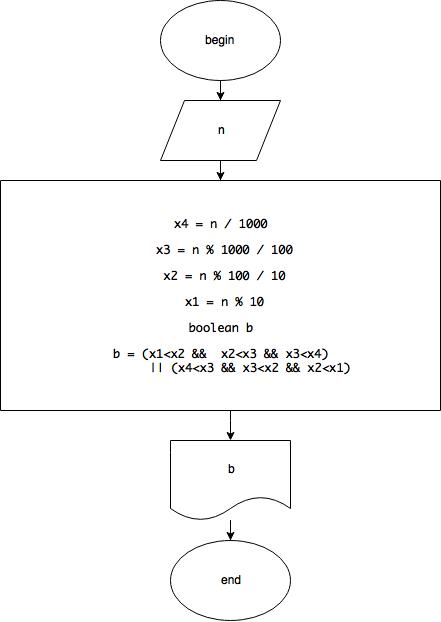 begin
n
x4 = n / 1000
x3 = n % 1000 / 100
x2 = n % 100 / 10
x1 = n % 10
boolean b
b = (x1<x2 &&  x2<x3 && x3<x4)
|| (x4<x3 && x3<x2 && x2<x1)
b
end